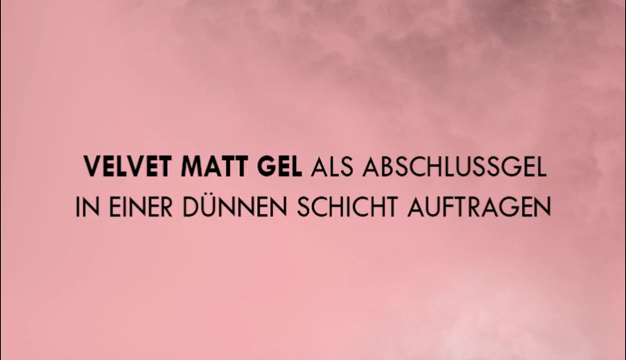 VELVET MATT GEL ALS ABSCHLUSSGEL
IN EINER DÜNNEN SCHICHT AUFTRAGEN